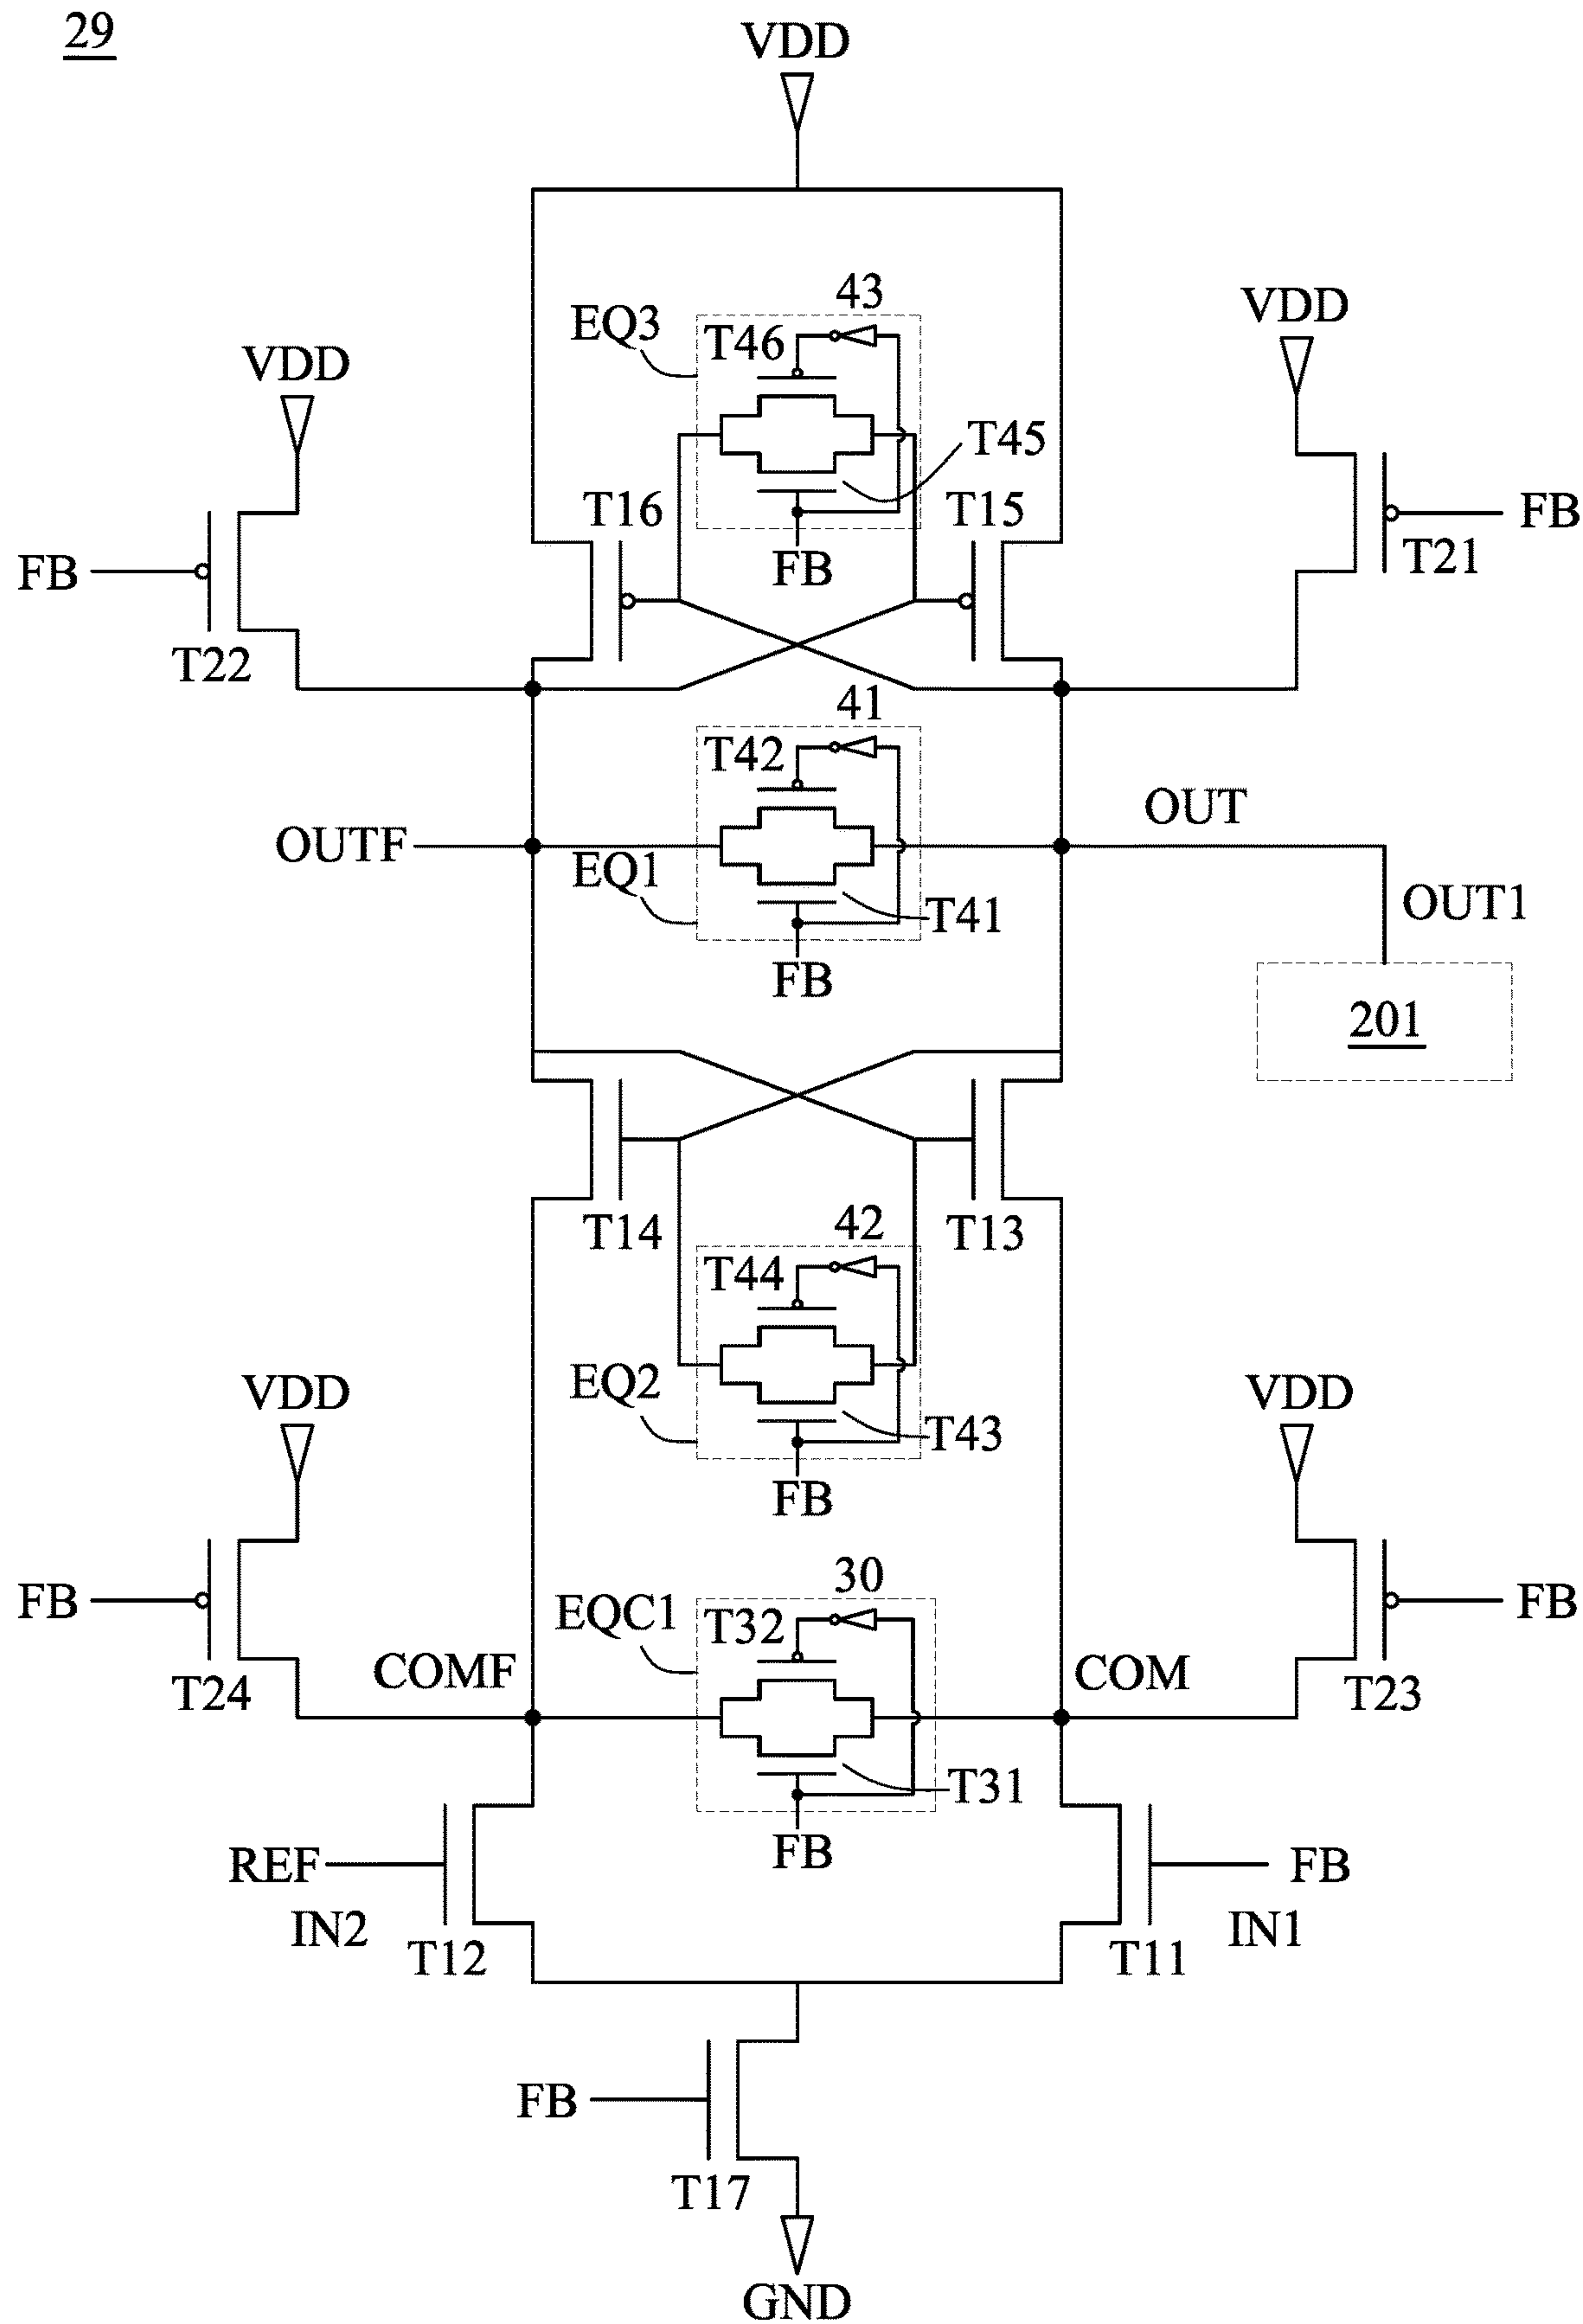 29
VDD
43
EQ3
T46
VDD
VDD
T45
T16
T15
FB
FB
FB
T21
T22
41
T42
OUT
OUTF
EQ1
T41
OUT1
FB
201
T14
42
T13
T44
EQ2
VDD
VDD
T43
FB
30
EQC1
T32
FB
FB
COMF
COM
T24
T23
T31
REF
FB
FB
IN2
IN1
T12
T11
FB
T17
GND